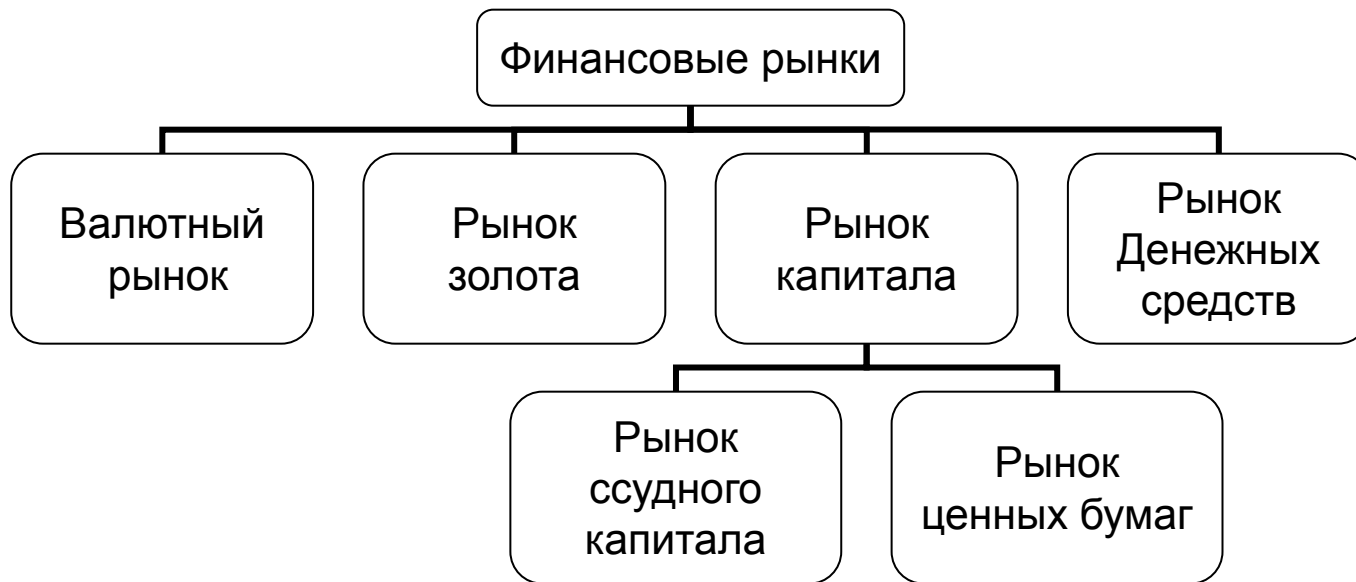 Финансовые рынки
Валютный
рынок
Рынок
золота
Рынок
капитала
Рынок
Денежных
средств
Рынок
ссудного
капитала
Рынок
ценных бумаг